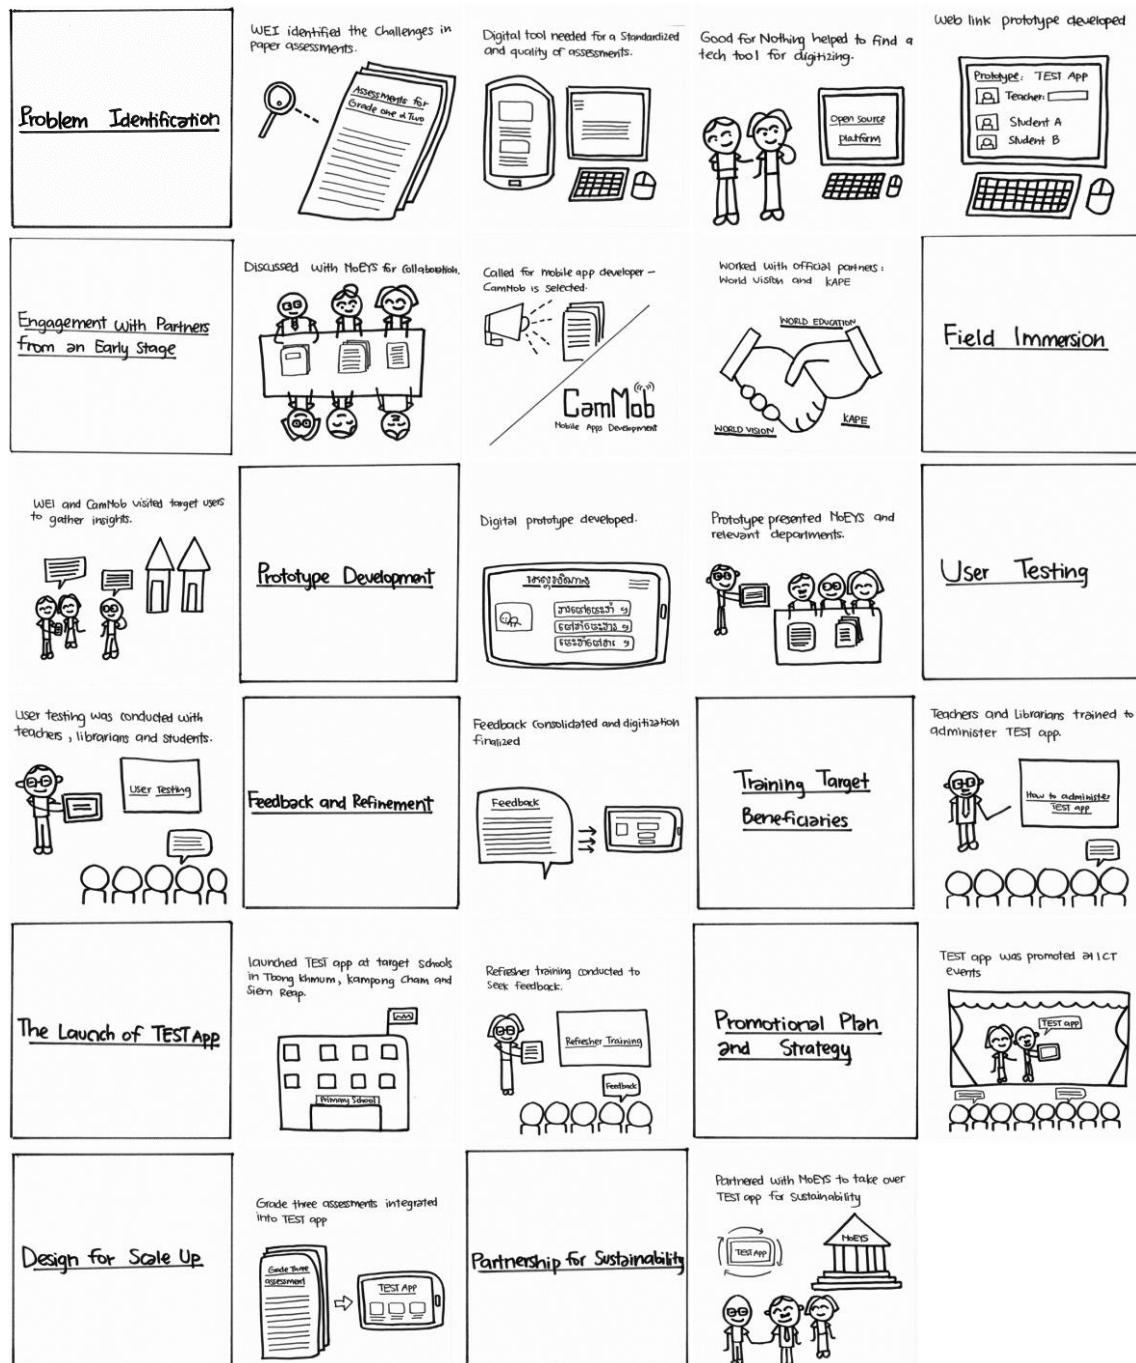 Problem Identification
WEI identified the challenges in
paper assessments.
Assessments for
Grade one & Two
Digital tool needed for a Standardized
and quality of assessments.
Good for Nothing helped to find a
tech tool for digitizing.
Open source
platform
Web link prototype developed
Prototype: TEST App
Teacher:
Student A
Student B
Engagement with Partners
from an Early Stage
Discussed with MoEYS for Collaboration.
Called for mobile app developer –
CamMob is selected.
CamMob
Mobile Apps Development
Worked with official partners:
World Vision and KAPE
WORLD EDUCATION
WORLD VISION
KAPE
Field Immersion
WEI and CamMob visited target users
to gather insights.
Prototype Development
Digital prototype developed.
Prototype presented MoEYS and
relevant departments.
User Testing
User testing was conducted with
teachers, librarians and students.
User Testing
Feedback and Refinement
Feedback Consolidated and digitization
finalized
Feedback
Training Target
Beneficiaries
Teachers and Librarians trained to
administer TEST app.
How to administer
TEST app
The Launch of TEST App
launched TEST app at target schools
in Tbong Khmum, Kampong Cham and
Siem Reap.
Primary School
Refresher training conducted to
Seek feedback.
Refresher Training
Feedback
Promotional Plan
and Strategy
TEST app was promoted at ICT
events
TEST app
Design for Scale Up
Grade three assessments integrated
into TEST app
Grade Three
assessment
TEST App
Partnership for Sustainability
Partnered with MoEYS to take over
TEST app for Sustainability
TEST App
MoEYS